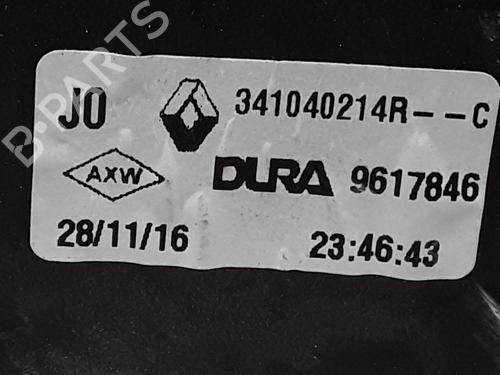 JO 341040214R--C
AXW DURA 9617846
28/11/16 23:46:43
B-PARTS